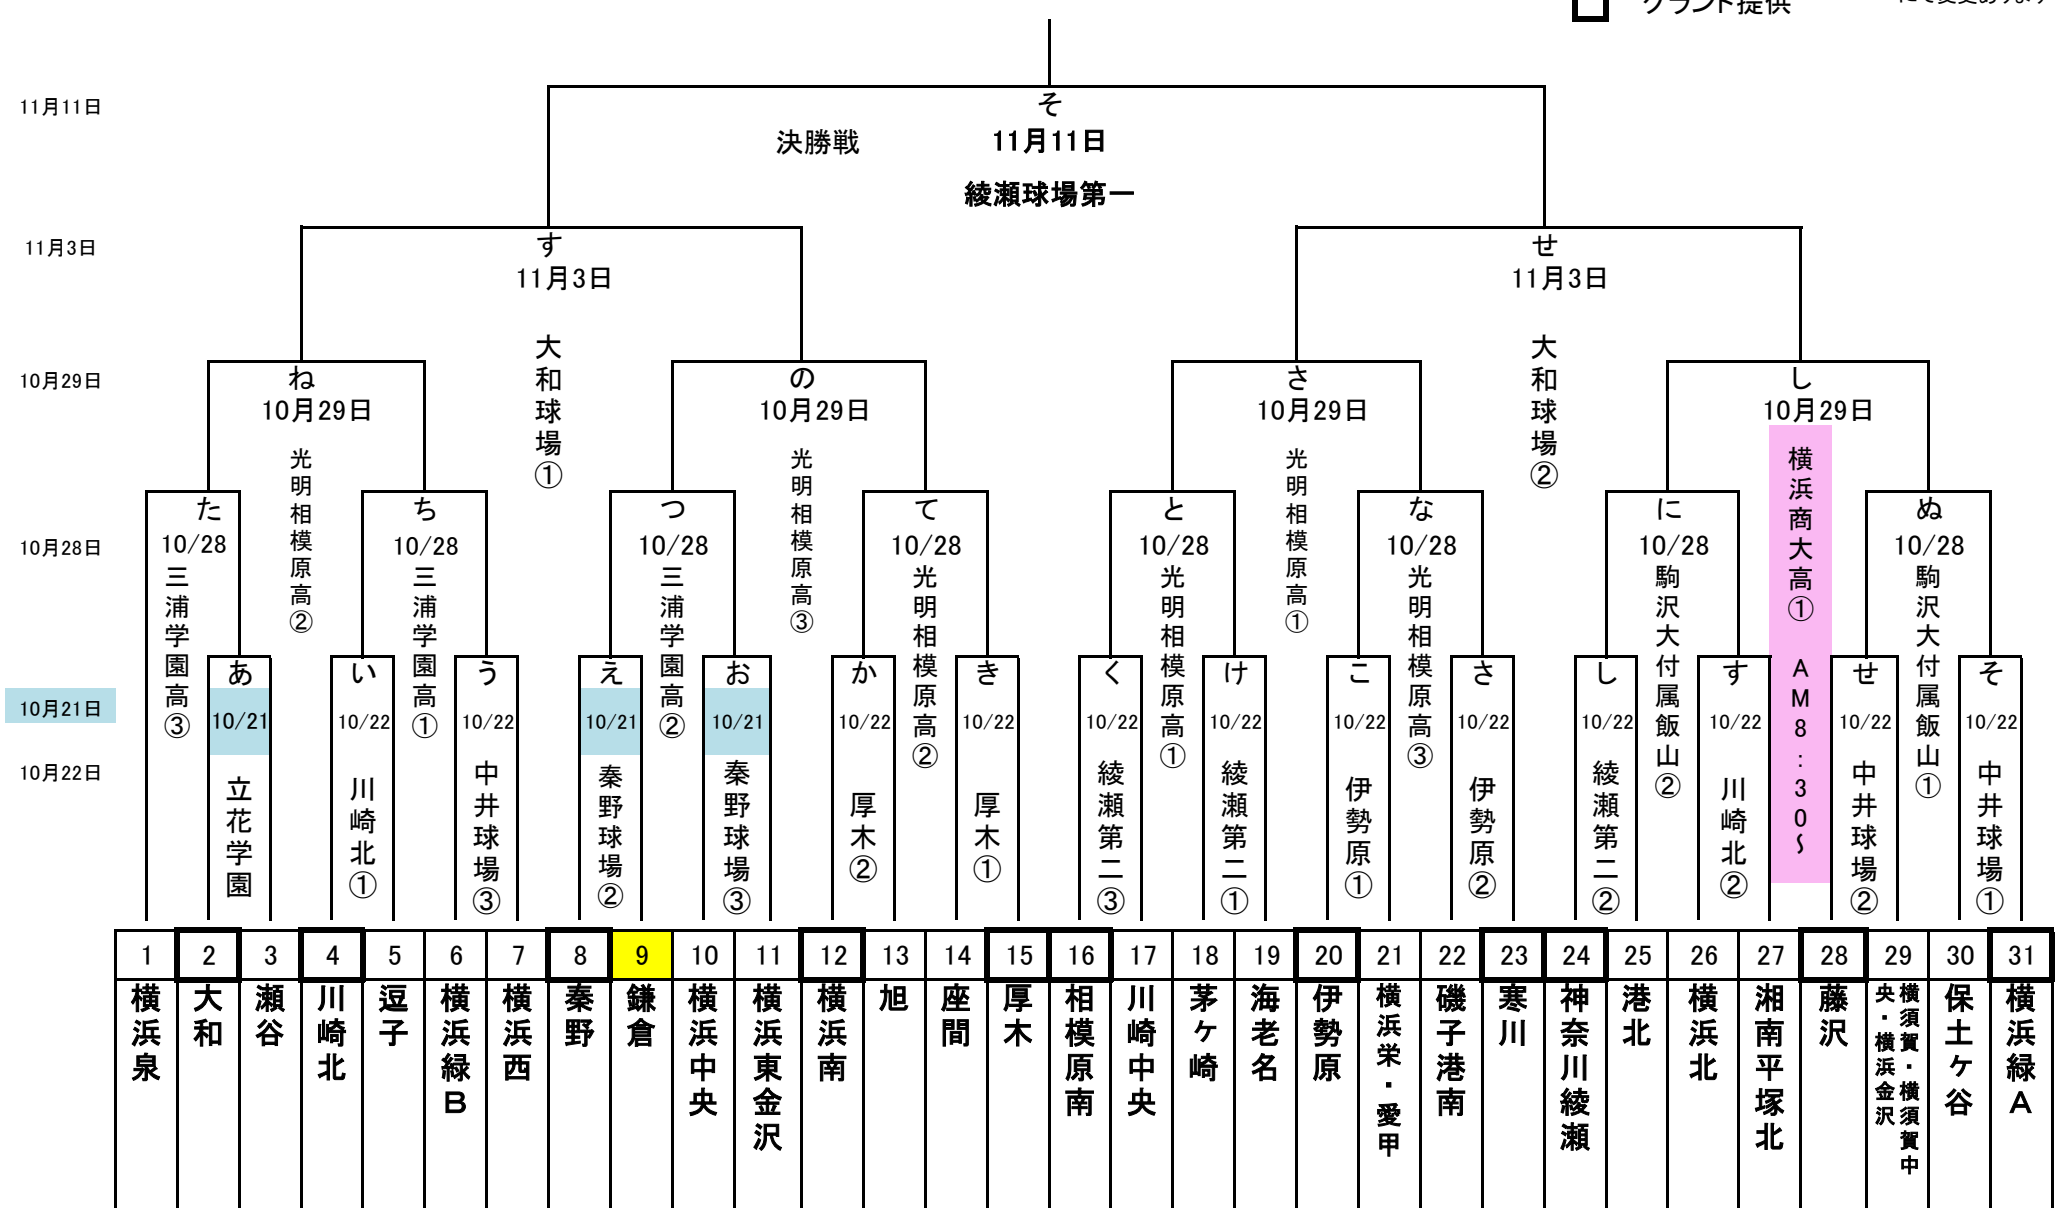 グランド提供
にて変更あります
11月11日
そ
決勝戦
11月11日
綾瀬球場第一
11月3日
す
11月3日
大和球場①
せ
11月3日
大和球場②
10月29日
ね
10月29日
光明相模原高②
の
10月29日
光明相模原高③
さ
10月29日
光明相模原高①
し
10月29日
横浜商大高① AM8:30~
10月28日
た
10/28
三浦学園高③
ち
10/28
三浦学園高①
つ
10/28
三浦学園高②
て
10/28
光明相模原高②
と
10/28
光明相模原高①
な
10/28
光明相模原高③
に
10/28
駒沢大付属飯山②
ぬ
10/28
駒沢大付属飯山①
10月21日
10月22日
あ
10/21
立花学園
い
10/22
川崎北①
う
10/22
中井球場③
え
10/21
秦野球場②
お
10/21
秦野球場③
か
10/22
厚木②
き
10/22
厚木①
く
10/22
綾瀬第二③
け
10/22
綾瀬第二①
こ
10/22
伊勢原①
さ
10/22
伊勢原②
し
10/22
綾瀬第二②
す
10/22
川崎北②
せ
10/22
中井球場②
そ
10/22
中井球場①
1 2 3 4 5 6 7 8 9 10 11 12 13 14 15 16 17 18 19 20 21 22 23 24 25 26 27 28 29 30 31
横浜泉
大和
瀬谷
川崎北
逗子
横浜緑B
横浜西
秦野
鎌倉
横浜中央
横浜東金沢
横浜南
旭
座間
厚木
相模原南
川崎中央
茅ヶ崎
海老名
伊勢原
横浜栄・愛甲
磯子港南
寒川
神奈川綾瀬
港北
横浜北
湘南平塚北
藤沢
横須賀・横須賀中
央・横浜金沢
保土ケ谷
横浜緑A